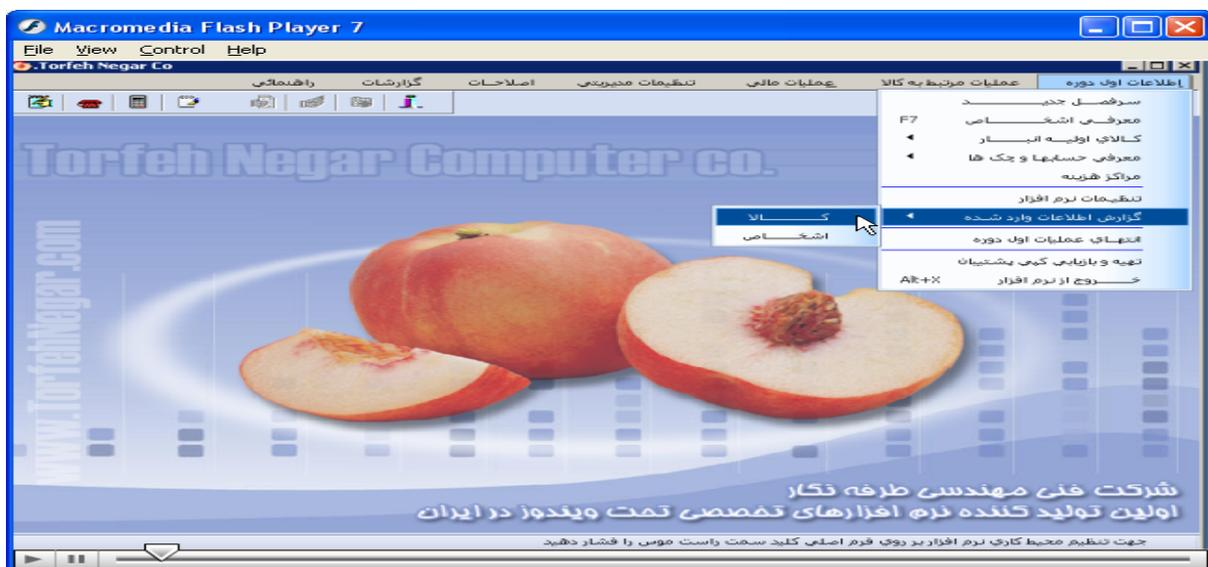 Macromedia Flash Player 7
File View Control Help
.Torfeh Negar Co
اطلاعات اول دوره عملیات مرتبط به کالا عملیات مالی تنظیمات مدیریتی اصلاحات گزارشات راهنمائی
سرفصل جدید
معرفی اشخاص F7
کالای اولیه انبار
معرفی حسابها و چک ها
مراکز هزینه
تنظیمات نرم افزار
گزارش اطلاعات وارد شده
کالا
اشخاص
انتهای عملیات اول دوره
تهیه و بازیابی کپی پشتیبان
خروج از نرم افزار Alt+X
Torfeh Negar Computer co.
www.TorfehNegar.com
شرکت فنی مهندسی طرفه نگار
اولین تولید کننده نرم افزارهای تخصصی تحت ویندوز در ایران
جهت تنظیم محیط کاری نرم افزار بر روی فرم اصلی کلید سمت راست موس را فشار دهید